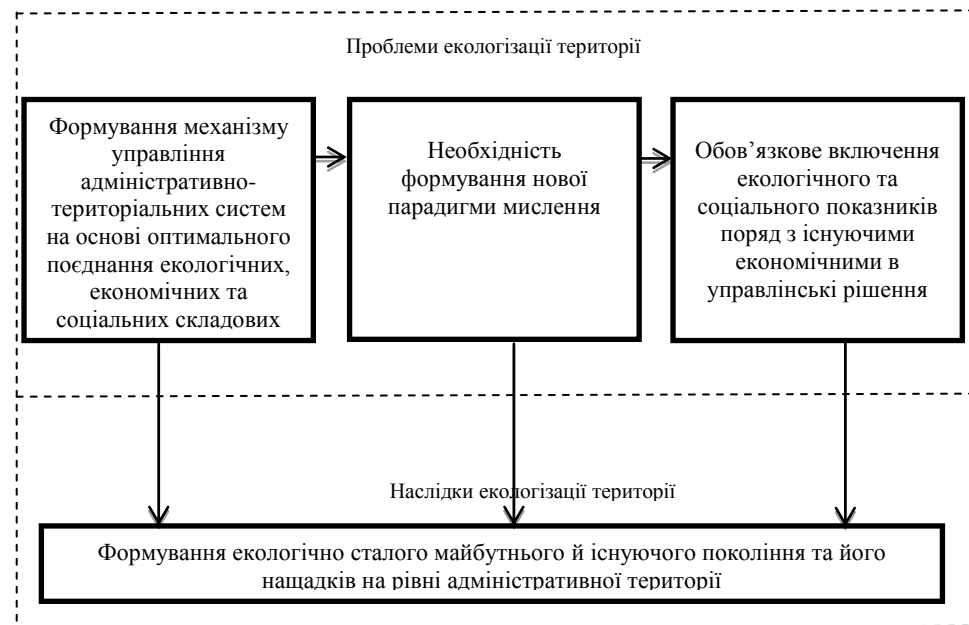 Проблеми екологізації території
Формування механізму
управління
адміністративно-
територіальних систем
на основі оптимального
поєднання екологічних,
економічних та
соціальних складових
Необхідність
формування нової
парадигми мислення
Обов’язкове включення
екологічного та
соціального показників
поряд з існуючими
економічними в
управлінські рішення
Наслідки екологізації території
Формування екологічно сталого майбутнього й існуючого покоління та його
нащадків на рівні адміністративної території